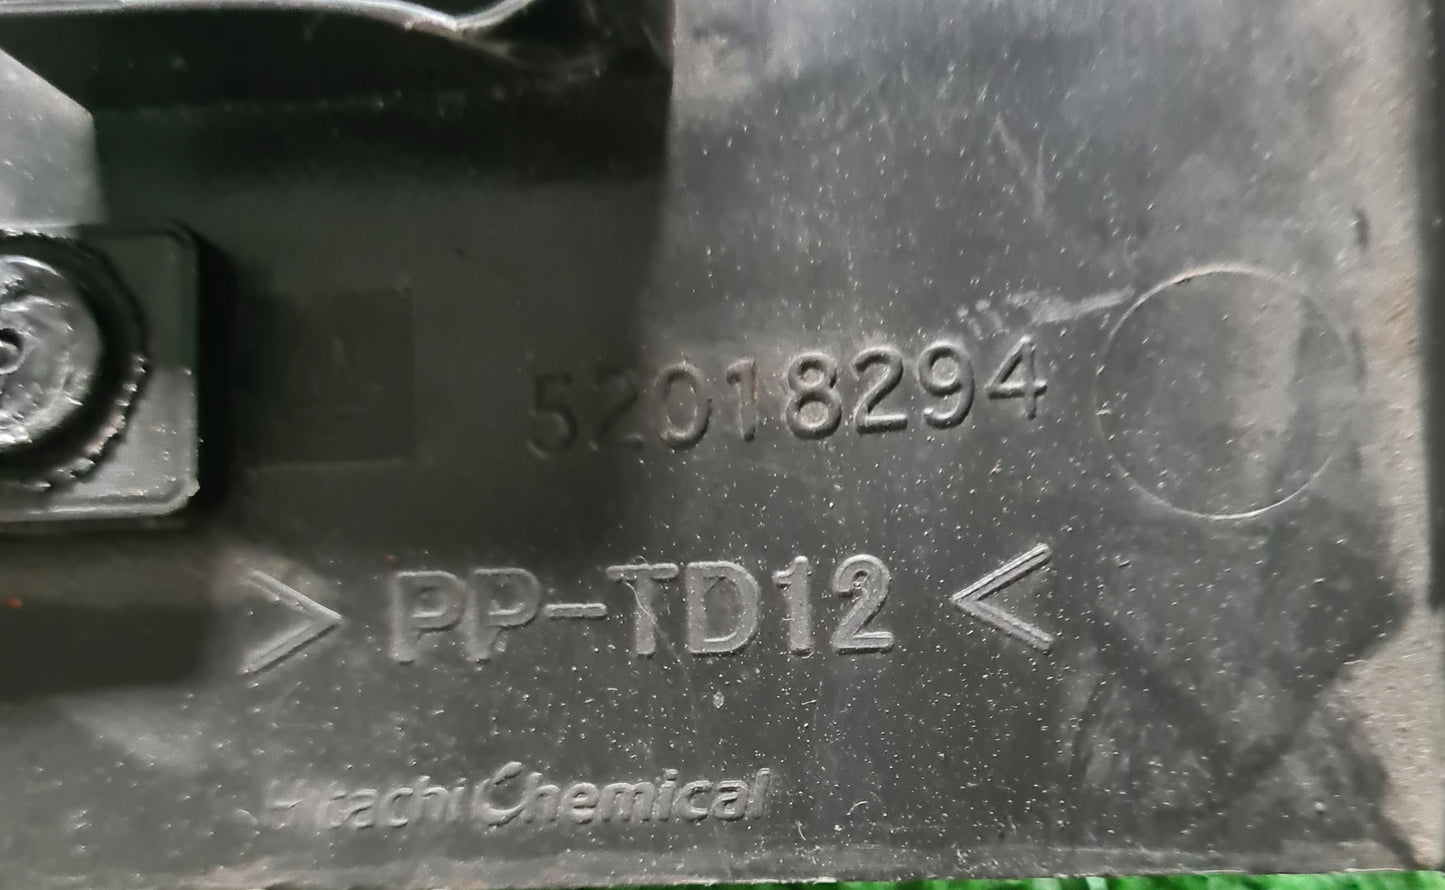 52018294
> PP-TD12 <
Hitachi Chemical